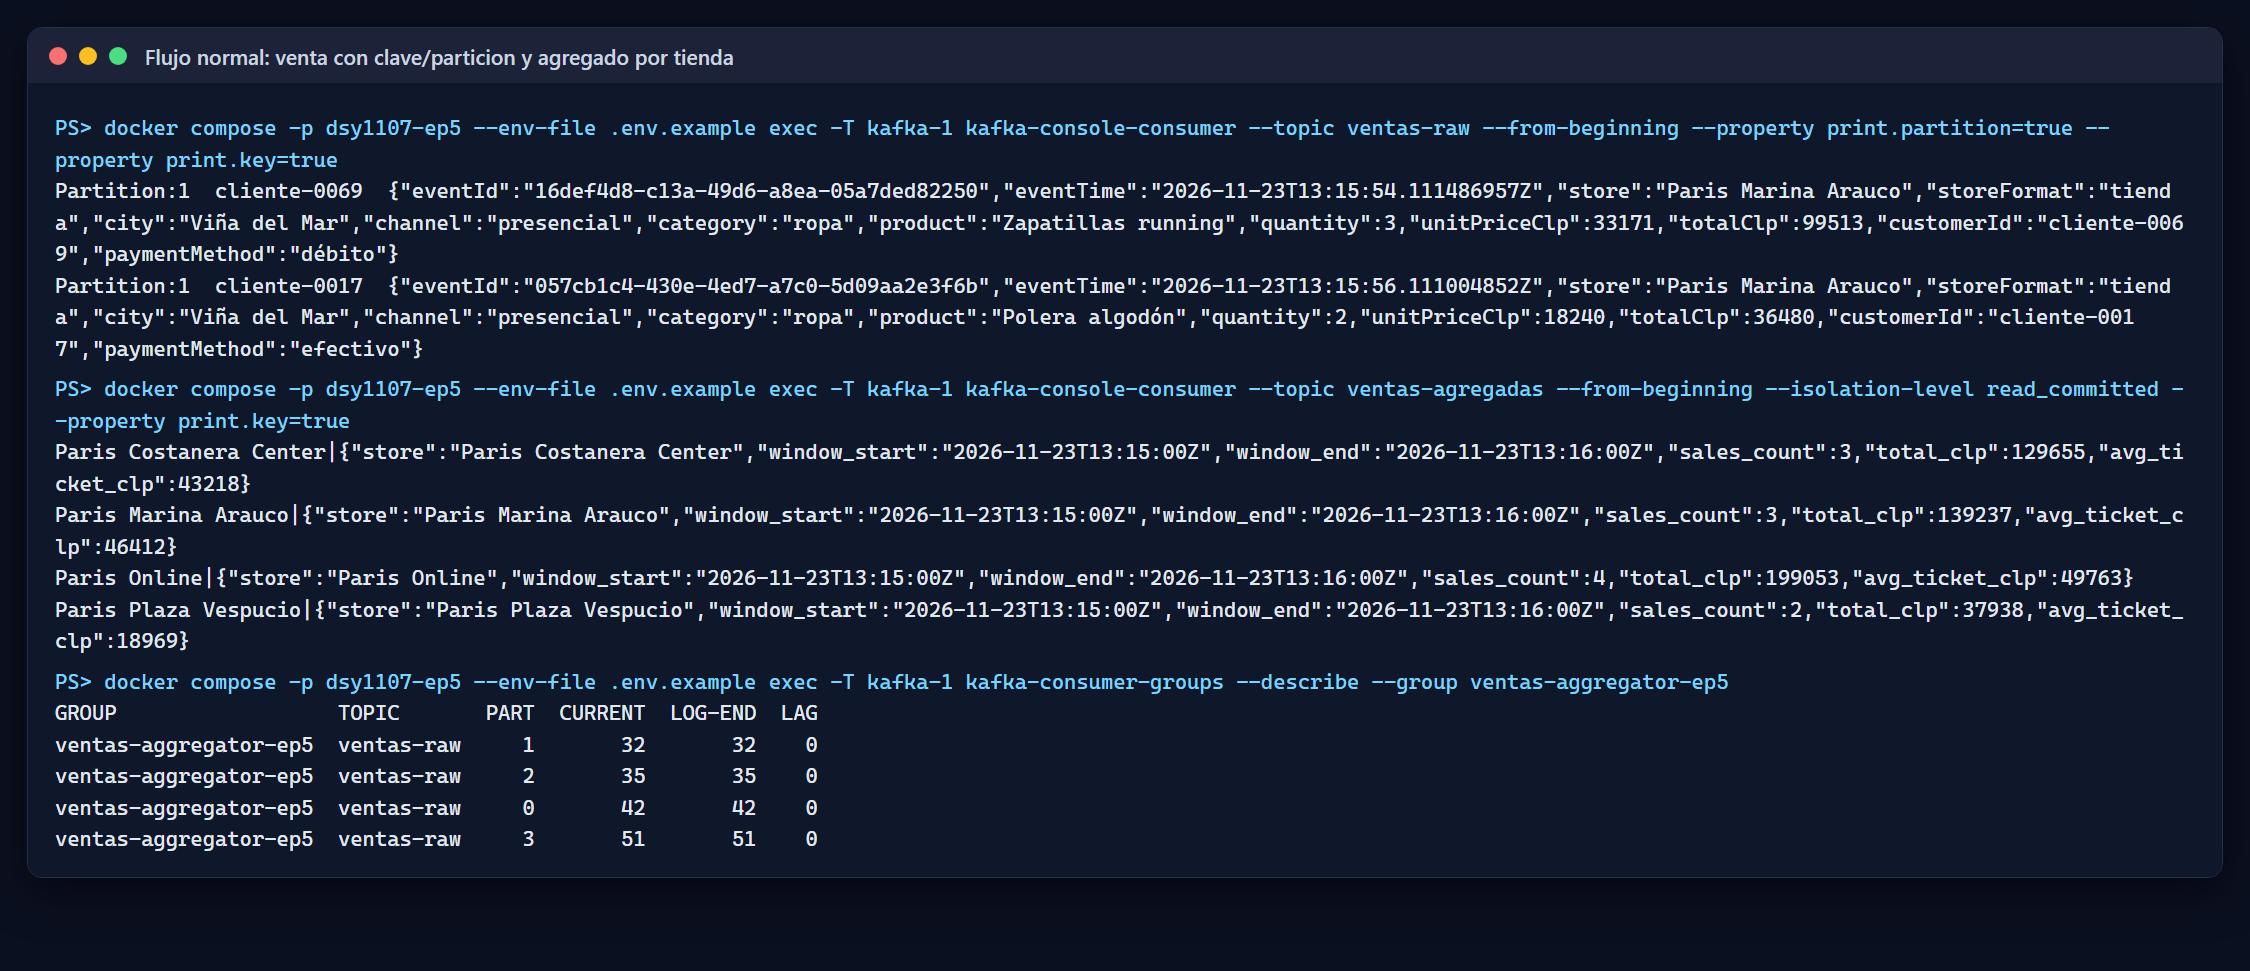 Flujo normal: venta con clave/particion y agregado por tienda
PS> docker compose -p dsy1107-ep5 --env-file .env.example exec -T kafka-1 kafka-console-consumer --topic ventas-raw --from-beginning --property print.partition=true --
property print.key=true
Partition:1  cliente-0069  {"eventId":"16def4d8-c13a-49d6-a8ea-05a7ded82250","eventTime":"2026-11-23T13:15:54.111486957Z","store":"Paris Marina Arauco","storeFormat":"tiend
a","city":"Viña del Mar","channel":"presencial","category":"ropa","product":"Zapatillas running","quantity":3,"unitPriceClp":33171,"totalClp":99513,"customerId":"cliente-006
9","paymentMethod":"débito"}
Partition:1  cliente-0017  {"eventId":"057cb1c4-430e-4ed7-a7c0-5d09aa2e3f6b","eventTime":"2026-11-23T13:15:56.111004852Z","store":"Paris Marina Arauco","storeFormat":"tiend
a","city":"Viña del Mar","channel":"presencial","category":"ropa","product":"Polera algodón","quantity":2,"unitPriceClp":18240,"totalClp":36480,"customerId":"cliente-001
7","paymentMethod":"efectivo"}
PS> docker compose -p dsy1107-ep5 --env-file .env.example exec -T kafka-1 kafka-console-consumer --topic ventas-agregadas --from-beginning --isolation-level read_committed -
-property print.key=true
Paris Costanera Center|{"store":"Paris Costanera Center","window_start":"2026-11-23T13:15:00Z","window_end":"2026-11-23T13:16:00Z","sales_count":3,"total_clp":129655,"avg_ti
cket_clp":43218}
Paris Marina Arauco|{"store":"Paris Marina Arauco","window_start":"2026-11-23T13:15:00Z","window_end":"2026-11-23T13:16:00Z","sales_count":3,"total_clp":139237,"avg_ticket_c
lp":46412}
Paris Online|{"store":"Paris Online","window_start":"2026-11-23T13:15:00Z","window_end":"2026-11-23T13:16:00Z","sales_count":4,"total_clp":199053,"avg_ticket_clp":49763}
Paris Plaza Vespucio|{"store":"Paris Plaza Vespucio","window_start":"2026-11-23T13:15:00Z","window_end":"2026-11-23T13:16:00Z","sales_count":2,"total_clp":37938,"avg_ticket_
clp":18969}
PS> docker compose -p dsy1107-ep5 --env-file .env.example exec -T kafka-1 kafka-consumer-groups --describe --group ventas-aggregator-ep5
GROUP                  TOPIC       PART  CURRENT  LOG-END  LAG
ventas-aggregator-ep5  ventas-raw     1       32       32    0
ventas-aggregator-ep5  ventas-raw     2       35       35    0
ventas-aggregator-ep5  ventas-raw     0       42       42    0
ventas-aggregator-ep5  ventas-raw     3       51       51    0